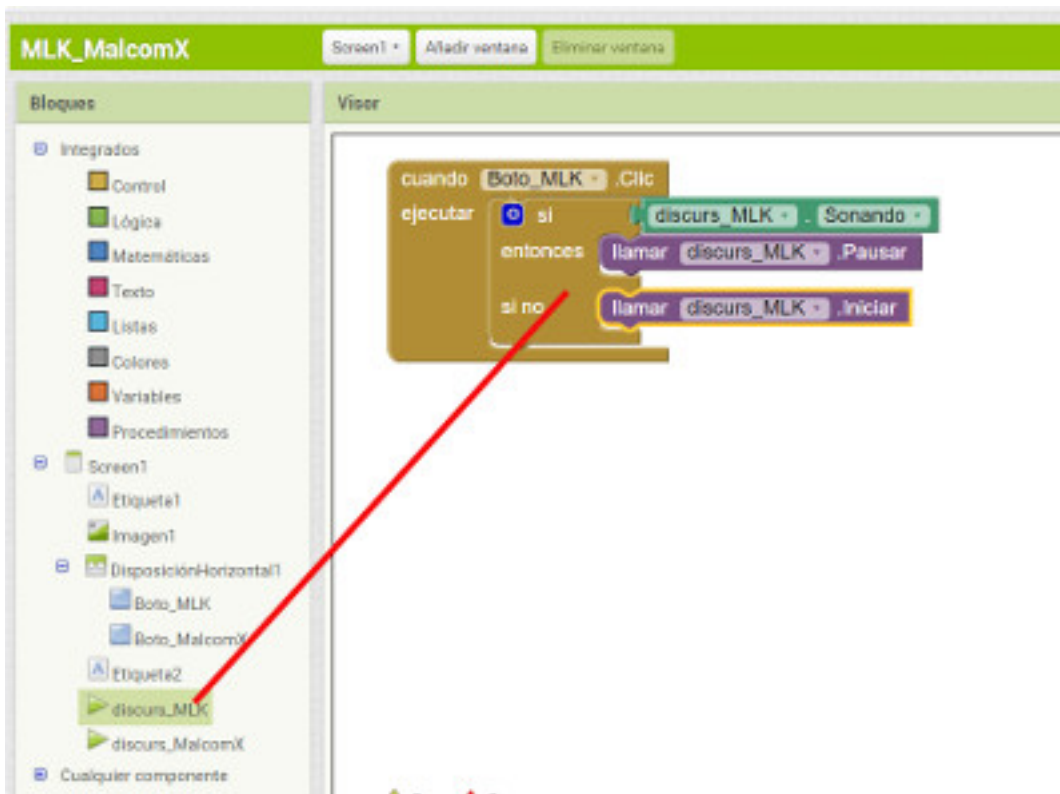 MLK_MalcomX Screen1 Añadir ventana Eliminar ventana
Bloques
Visor
Integrados
Control
Lógica
Matemáticas
Texto
Listas
Colores
Variables
Procedimientos
Screen1
Etiqueta1
Imagen1
DisposiciónHorizontal1
Boto_MLK
Boto_MalcomX
Etiqueta2
discurs_MLK
discurs_MalcomX
Cualquier componente
cuando Boto_MLK .Clic
ejecutar si discurs_MLK . Sonando
entonces llamar discurs_MLK .Pausar
si no llamar discurs_MLK .Iniciar